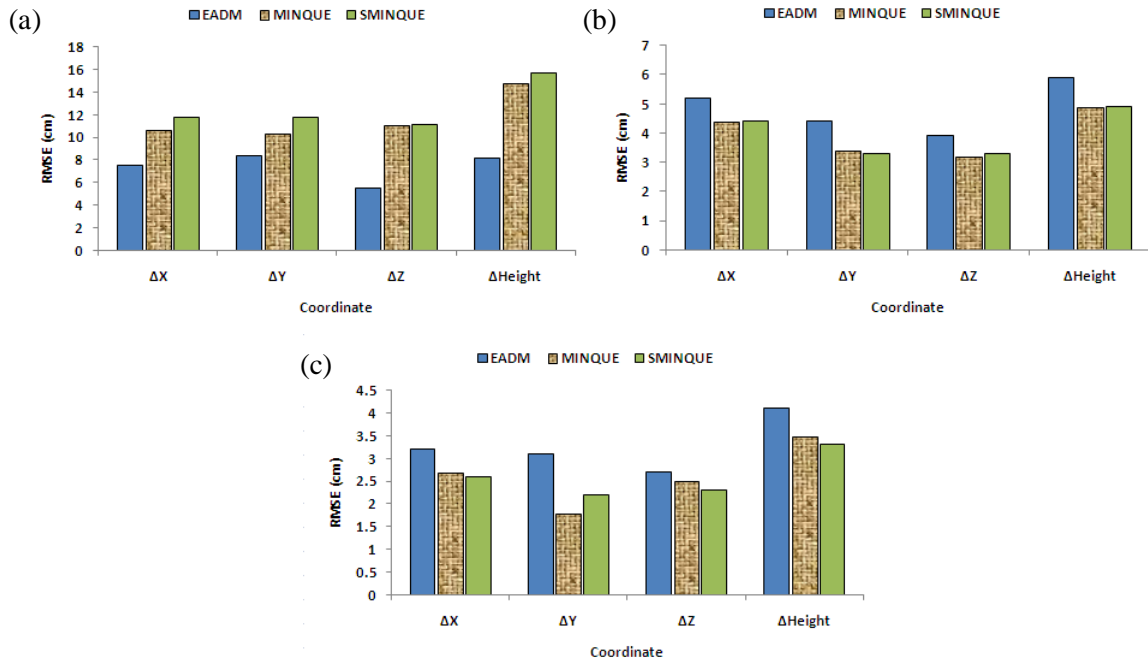 (a)
EADM MINQUE SMINQUE
RMSE (cm)
18
16
14
12
10
8
6
4
2
0
ΔX ΔY ΔZ ΔHeight
Coordinate
(b)
EADM MINQUE SMINQUE
RMSE (cm)
7
6
5
4
3
2
1
0
ΔX ΔY ΔZ ΔHeight
Coordinate
(c)
EADM MINQUE SMINQUE
RMSE (cm)
4.5
4
3.5
3
2.5
2
1.5
1
0.5
0
ΔX ΔY ΔZ ΔHeight
Coordinate